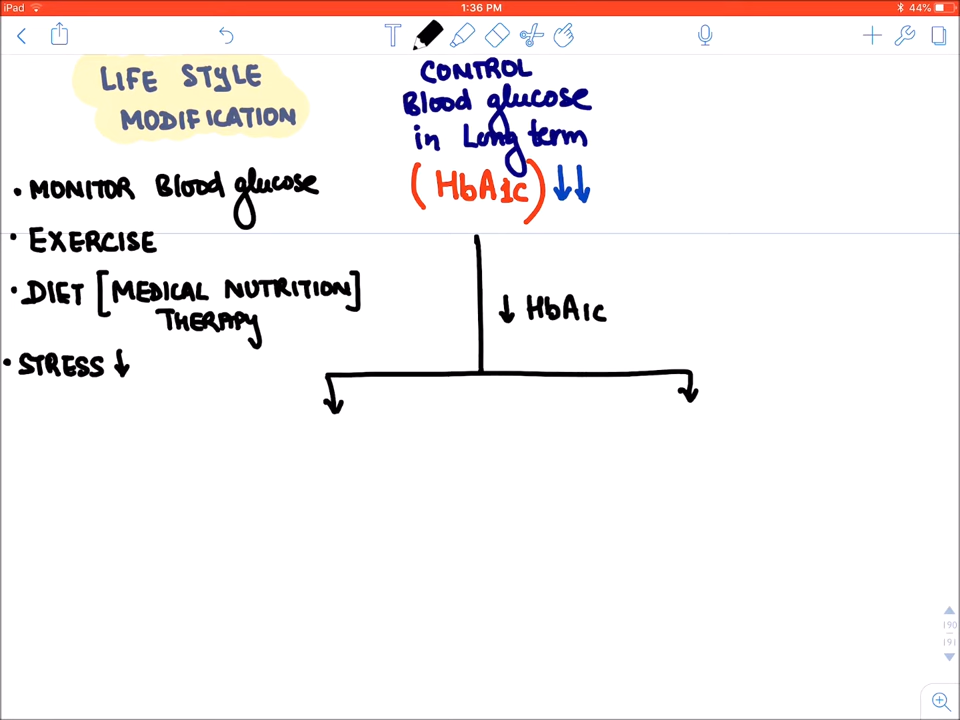 iPad
1:36 PM
44%
T
LIFE STYLE
MODIFICATION
• MONITOR Blood glucose
• EXERCISE
• DIET [MEDICAL NUTRITION]
THERAPY
• STRESS ↓
CONTROL
Blood glucose
in Long term
(HbA1c) ↓↓
↓ HbA1c
190
191